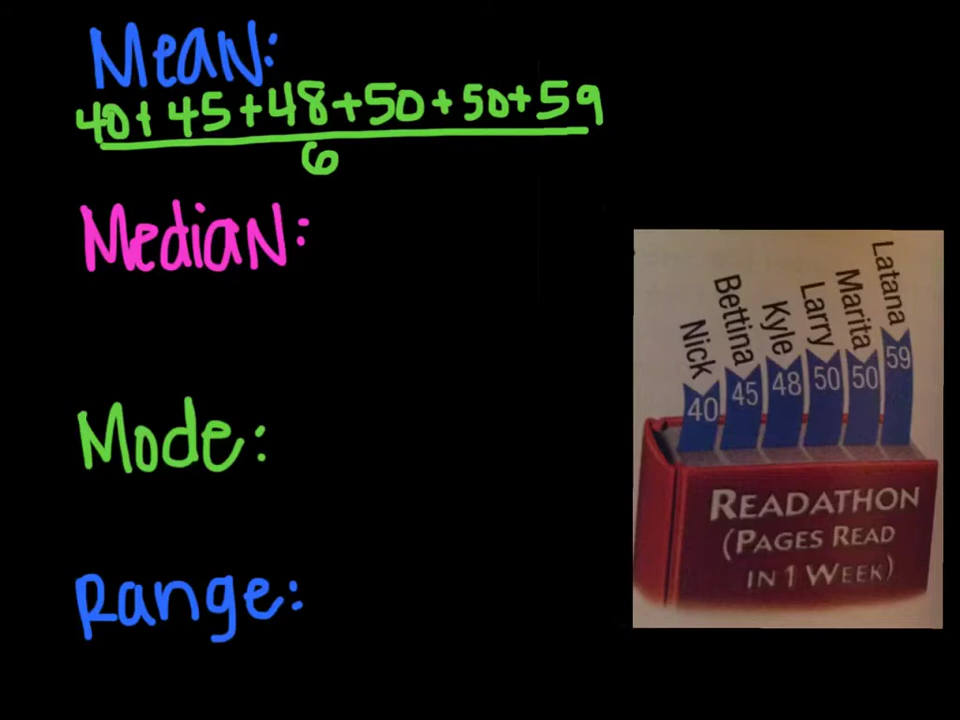 Mean:
40+ 45+48+50+50+59
6
Median:
Mode:
Range:
Nick
Bettina
Kyle
Larry
Marita
Latana
40
45
48
50
50
59
READATHON
(PAGES READ
IN 1 WEEK)